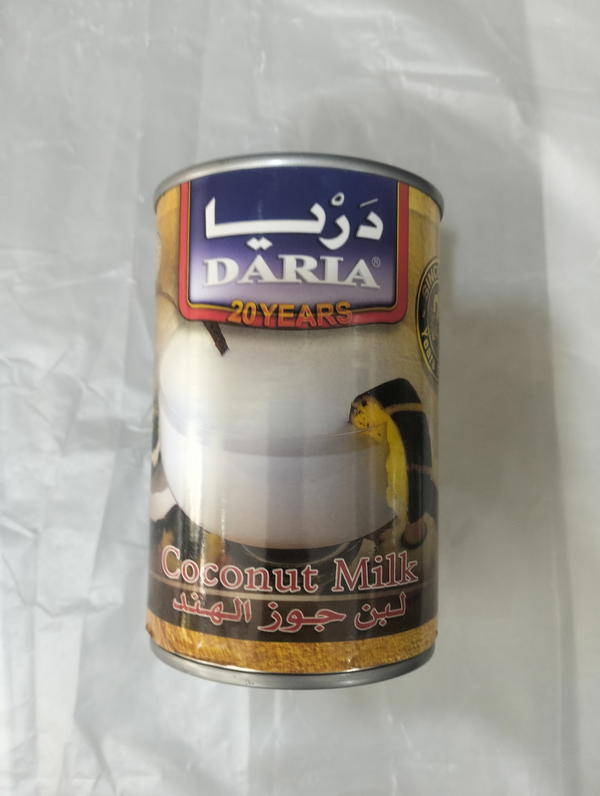 دَرْيا
DARIA®
20 YEARS
Coconut Milk
لبن جوز الهند